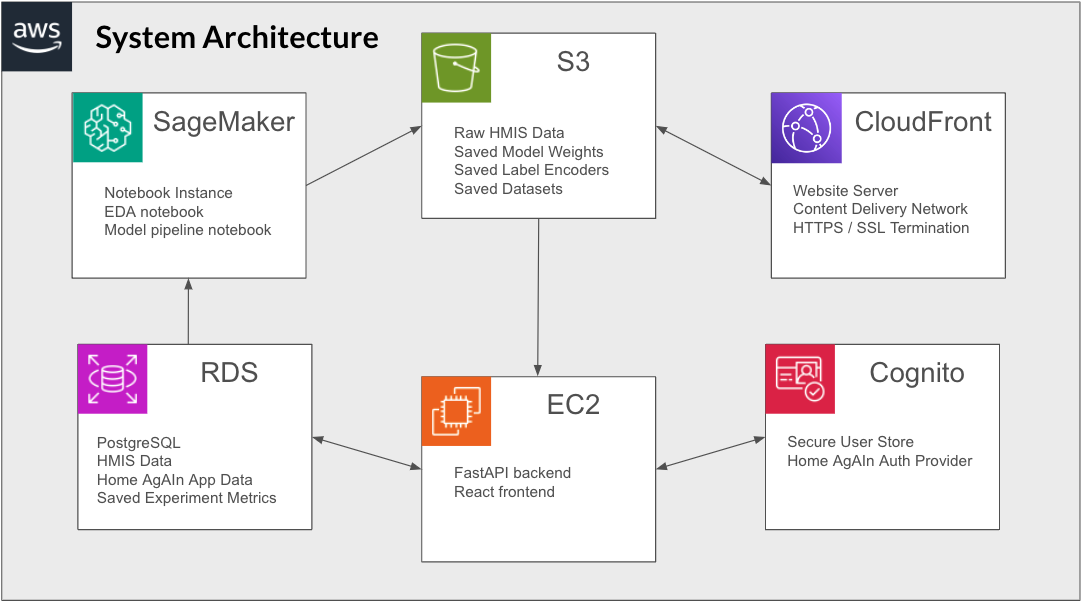 aws
System Architecture
S3
Raw HMIS Data
Saved Model Weights
Saved Label Encoders
Saved Datasets
SageMaker
Notebook Instance
EDA notebook
Model pipeline notebook
CloudFront
Website Server
Content Delivery Network
HTTPS / SSL Termination
RDS
PostgreSQL
HMIS Data
Home AgAIn App Data
Saved Experiment Metrics
EC2
FastAPI backend
React frontend
Cognito
Secure User Store
Home AgAIn Auth Provider